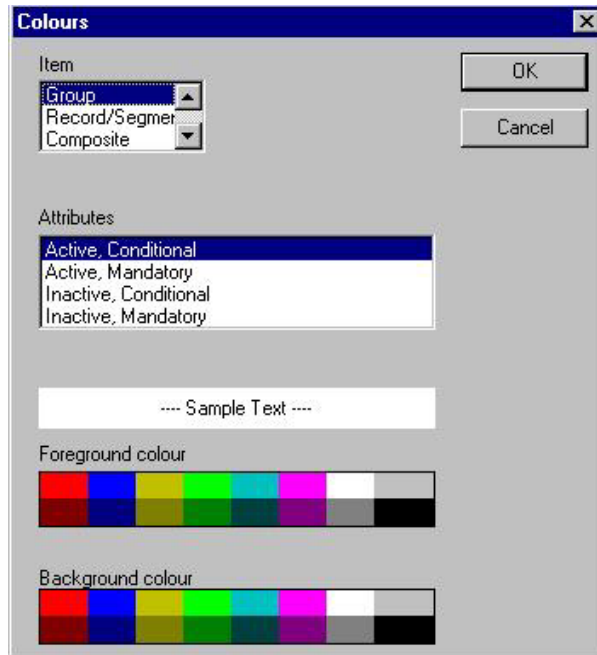 Colours
Item
OK
Group
Record/Segmer
Composite
Cancel
Attributes
Active, Conditional
Active, Mandatory
Inactive, Conditional
Inactive, Mandatory
---- Sample Text ----
Foreground colour
Background colour